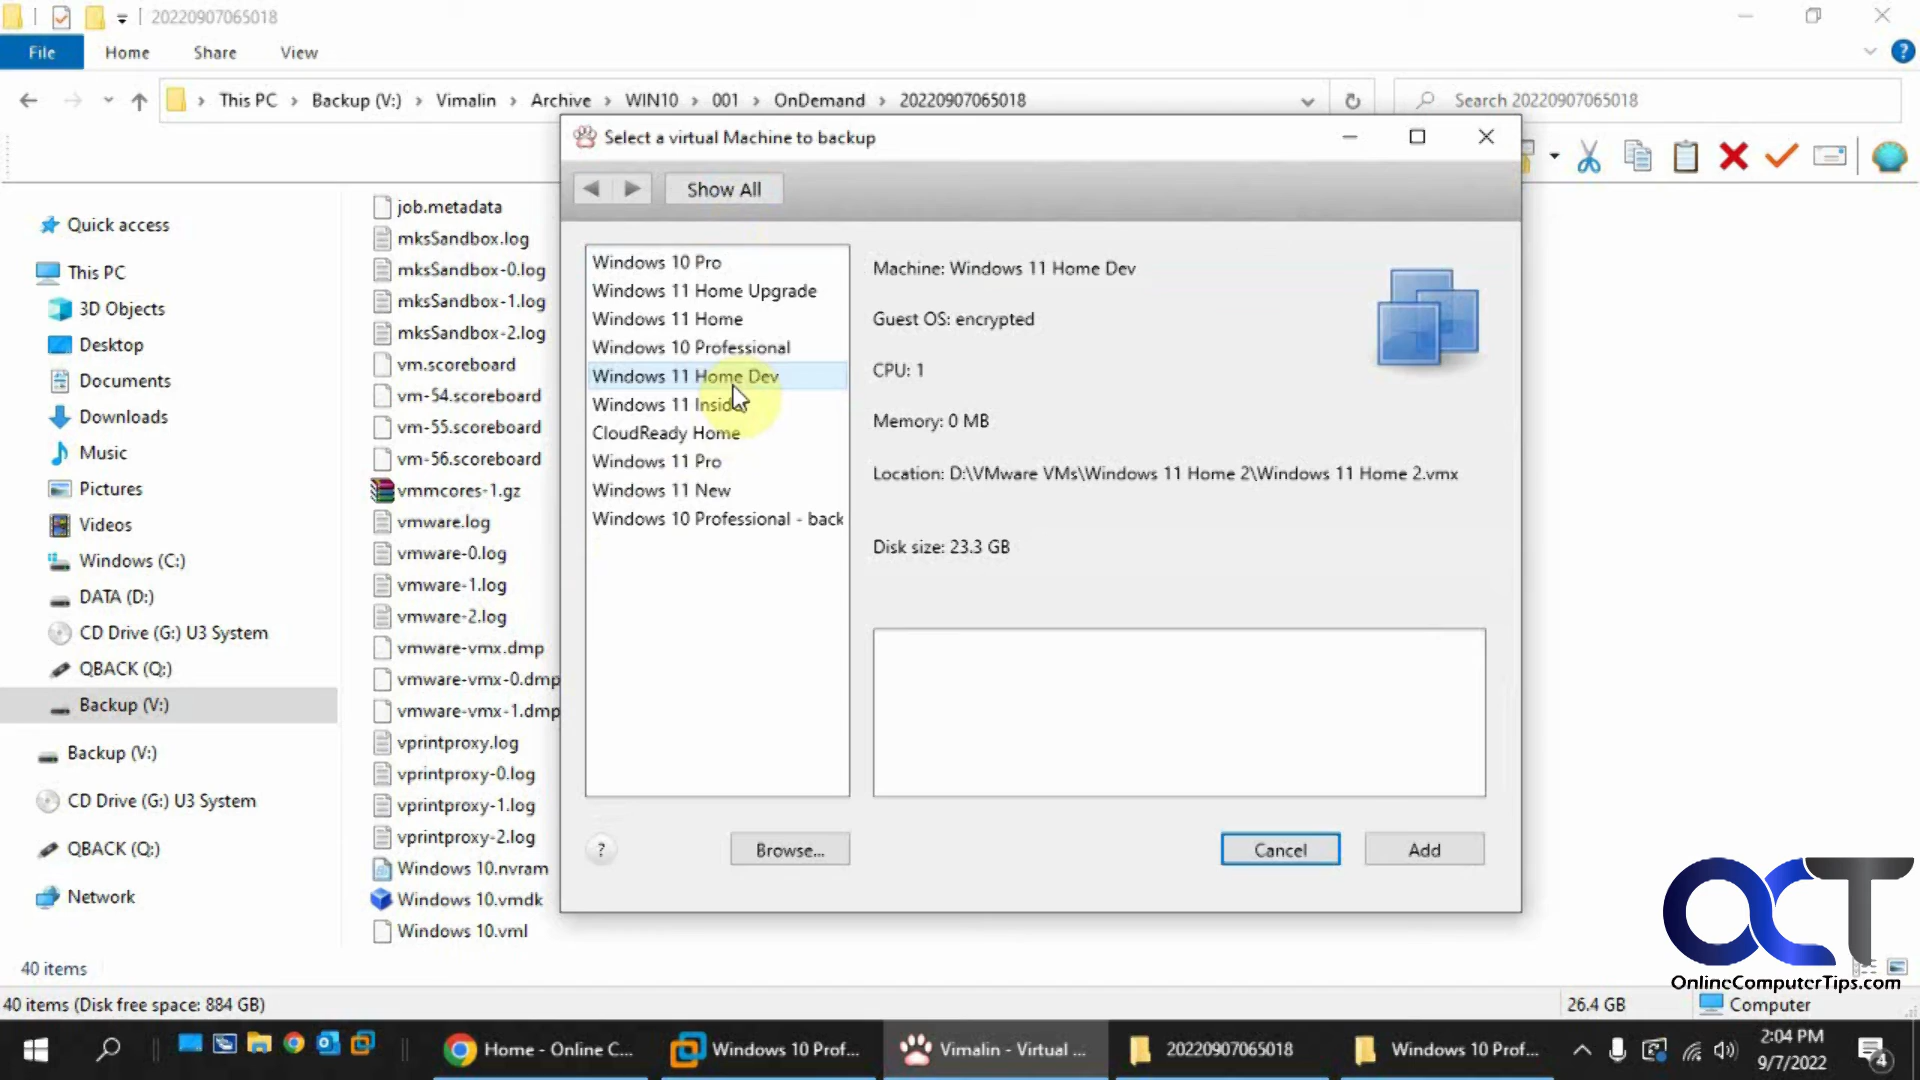 20220907065018
File Home Share View
This PC Backup (V:) Vimalin Archive WIN10 001 OnDemand 20220907065018
Search 20220907065018
Quick access
This PC
3D Objects
Desktop
Documents
Downloads
Music
Pictures
Videos
Windows (C:)
DATA (D:)
CD Drive (G:) U3 System
QBACK (Q:)
Backup (V:)
Backup (V:)
CD Drive (G:) U3 System
QBACK (Q:)
Network
job.metadata
mksSandbox.log
mksSandbox-0.log
mksSandbox-1.log
mksSandbox-2.log
vm.scoreboard
vm-54.scoreboard
vm-55.scoreboard
vm-56.scoreboard
vmmcores-1.gz
vmware.log
vmware-0.log
vmware-1.log
vmware-2.log
vmware-vmx.dmp
vmware-vmx-0.dmp
vmware-vmx-1.dmp
vprintproxy.log
vprintproxy-0.log
vprintproxy-1.log
vprintproxy-2.log
Windows 10.nvram
Windows 10.vmdk
Windows 10.vml
Select a virtual Machine to backup
Show All
Windows 10 Pro
Windows 11 Home Upgrade
Windows 11 Home
Windows 10 Professional
Windows 11 Home Dev
Windows 11
CloudReady Home
Windows 11 Pro
Windows 11 New
Windows 10 Professional - back
Machine: Windows 11 Home Dev
Guest OS: encrypted
CPU: 1
Memory: 0 MB
Location: D:\VMware VMs\Windows 11 Home 2\Windows 11 Home 2.vmx
Disk size: 23.3 GB
?
Browse...
Cancel
Add
OCT
OnlineComputerTips.com
40 items
40 items (Disk free space: 884 GB)
26.4 GB
Computer
Home - Online C...
Windows 10 Prof...
Vimalin - Virtual ...
20220907065018
Windows 10 Prof...
2:04 PM
9/7/2022
4